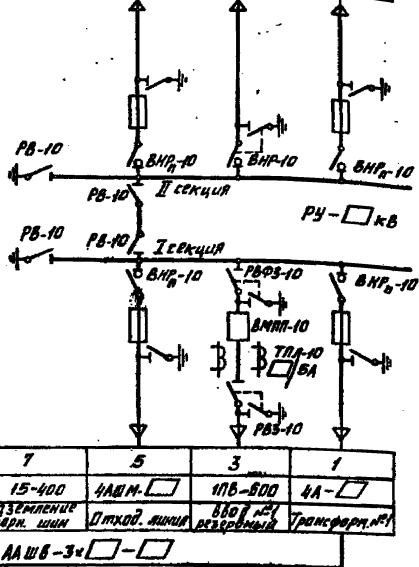 РВ-10
ВНРп-10
ВНР-10
ВНРп-10
РВ-10
II секция
РУ-□кВ
РВ-10
РВ-10
I секция
ВНРп-10
РВФЗ-10
ВНРп-10
ВМПП-10
ТПЛ-10
□/5А
РВЗ-10
7
5
3
1
15-400
4АШМ-□
1ПВ-600
4А-□
Отход. линия
Ввод №1
резервный
Трансформ. №1
шин
ААШВ-3×□-□